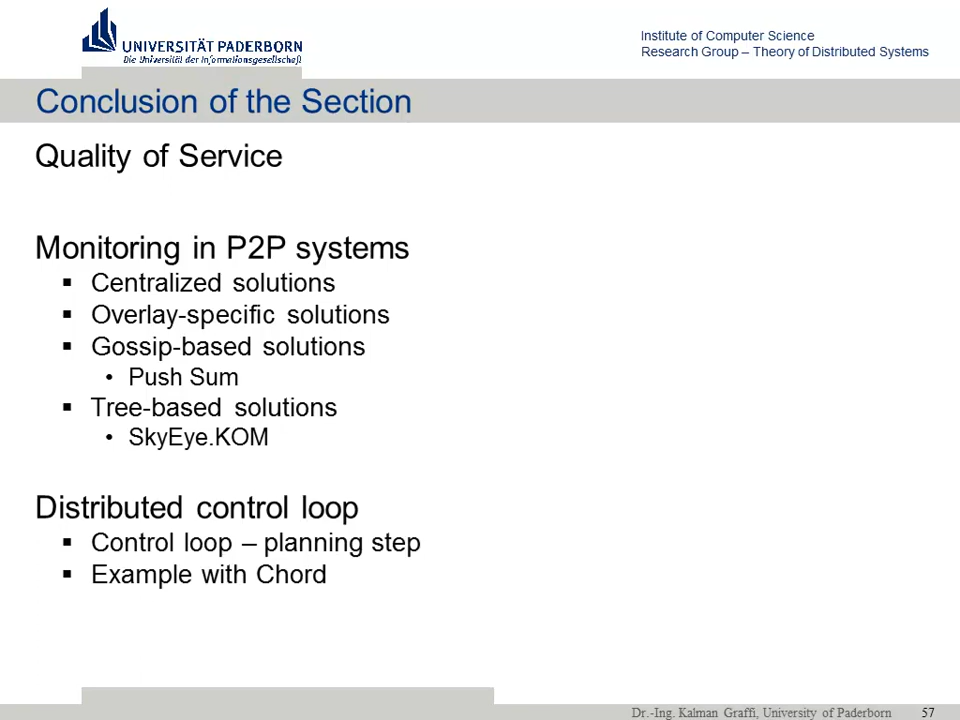 UNIVERSITÄT PADERBORN
Die Universität der Informationsgesellschaft
Institute of Computer Science
Research Group – Theory of Distributed Systems
Conclusion of the Section
Quality of Service
Monitoring in P2P systems
▪ Centralized solutions
▪ Overlay-specific solutions
▪ Gossip-based solutions
• Push Sum
▪ Tree-based solutions
• SkyEye.KOM
Distributed control loop
▪ Control loop – planning step
▪ Example with Chord
Dr.-Ing. Kalman Graffi, University of Paderborn 57